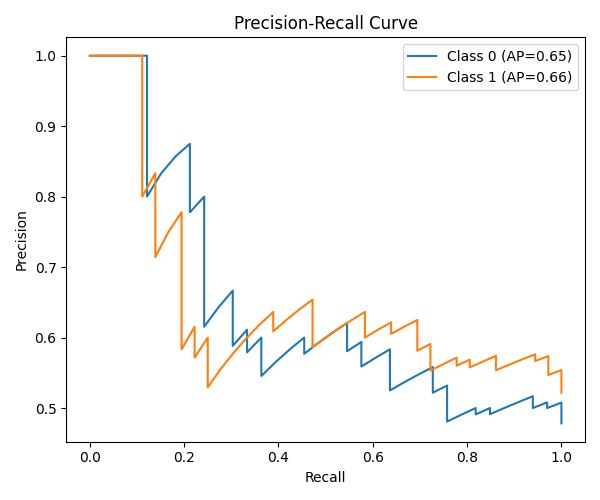 Precision-Recall Curve
Class 0 (AP=0.65)
Class 1 (AP=0.66)
Precision
1.0
0.9
0.8
0.7
0.6
0.5
0.0 0.2 0.4 0.6 0.8 1.0
Recall